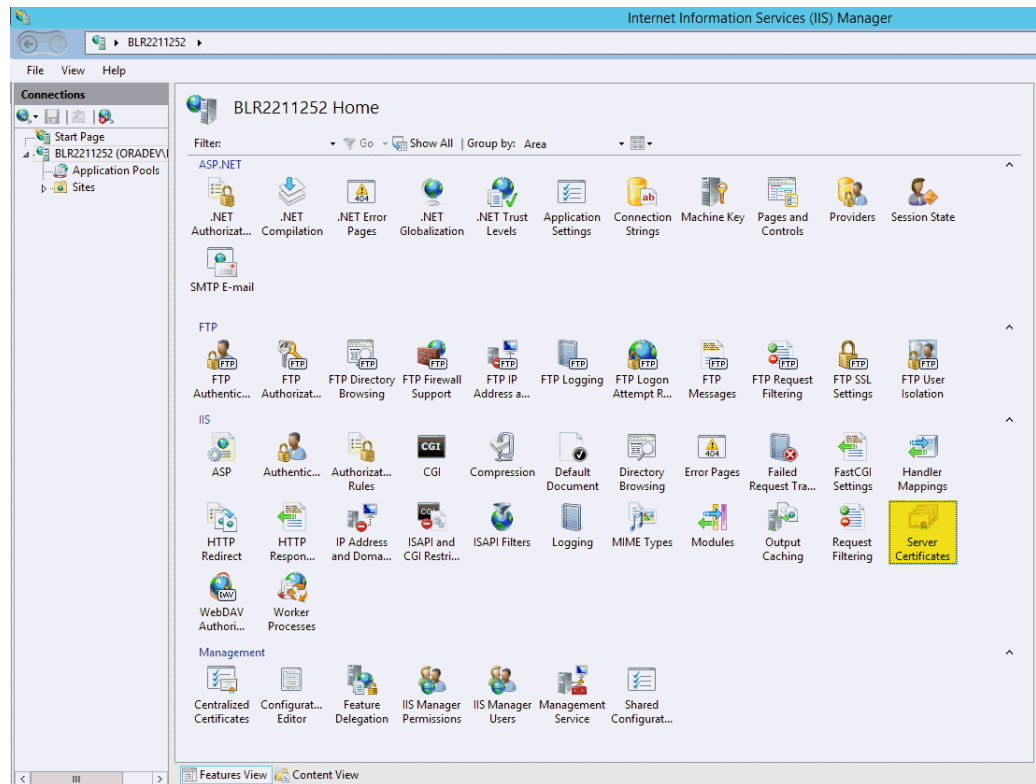 Internet Information Services (IIS) Manager
BLR2211252
File View Help
Connections
Start Page
BLR2211252 (ORADEV\
Application Pools
Sites
BLR2211252 Home
Filter: Go Show All Group by: Area
ASP.NET
.NET Authorizat...
.NET Compilation
.NET Error Pages
.NET Globalization
.NET Trust Levels
Application Settings
Connection Strings
Machine Key
Pages and Controls
Providers
Session State
SMTP E-mail
FTP
FTP Authentic...
FTP Authorizat...
FTP Directory Browsing
FTP Firewall Support
FTP IP Address a...
FTP Logging
FTP Logon Attempt R...
FTP Messages
FTP Request Filtering
FTP SSL Settings
FTP User Isolation
IIS
ASP
Authentic...
Authorizat... Rules
CGI
Compression
Default Document
Directory Browsing
Error Pages
Failed Request Tra...
FastCGI Settings
Handler Mappings
HTTP Redirect
HTTP Respon...
IP Address and Doma...
ISAPI and CGI Restri...
ISAPI Filters
Logging
MIME Types
Modules
Output Caching
Request Filtering
Server Certificates
WebDAV Authori...
Worker Processes
Management
Centralized Certificates
Configurat... Editor
Feature Delegation
IIS Manager Permissions
IIS Manager Users
Management Service
Shared Configurat...
Features View Content View